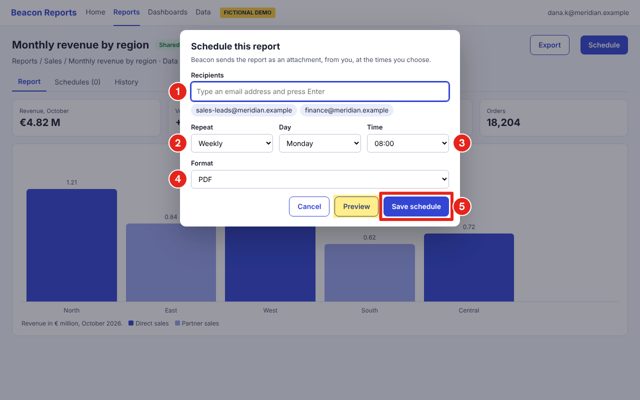 Beacon Reports Home Reports Dashboards Data FICTIONAL DEMO dana.k@meridian.example
Monthly revenue by region Shared Export Schedule
Reports / Sales / Monthly revenue by region · Data
Report Schedules (0) History
Revenue, October
€4.82 M
Orders
18,204
Schedule this report
Beacon sends the report as an attachment, from you, at the times you choose.
Recipients
1 Type an email address and press Enter
sales-leads@meridian.example finance@meridian.example
Repeat Day Time
2 Weekly Monday 08:00 3
Format
4 PDF
Cancel Preview Save schedule 5
1.21
0.84
0.62
0.72
North East West South Central
Revenue in € million, October 2026. Direct sales Partner sales